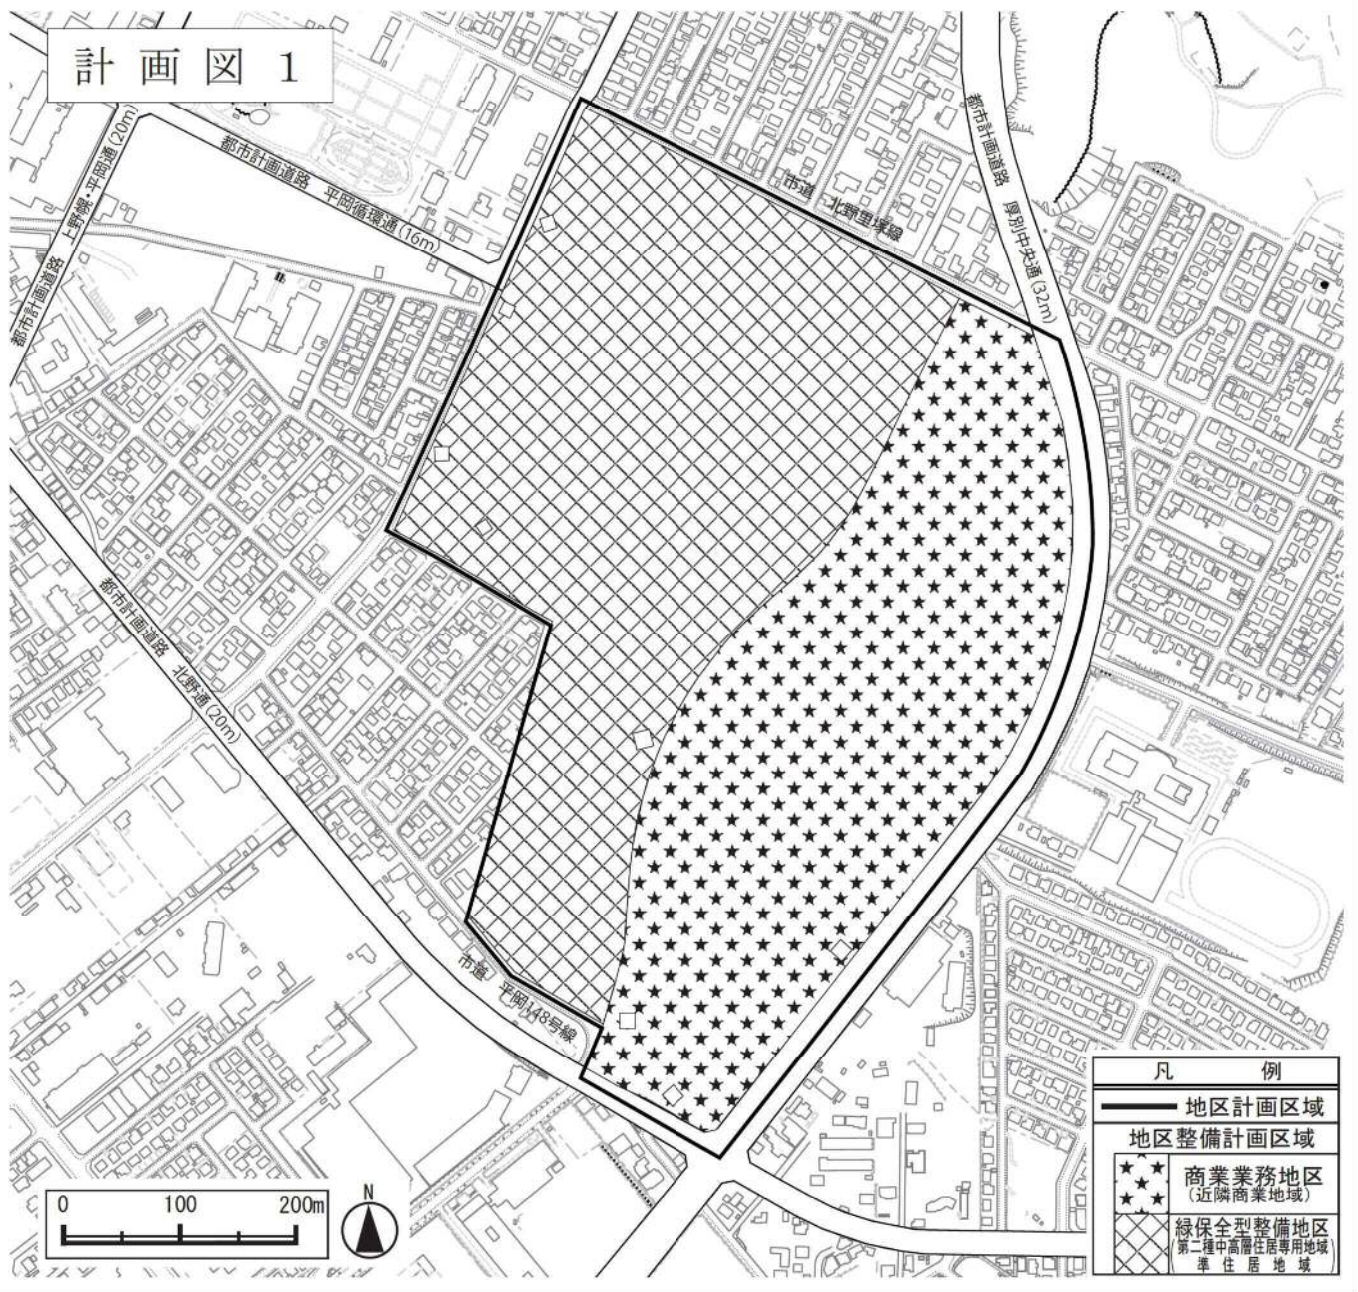 計画図 1
都市計画道路 上野幌・平岡通(20m)
都市計画道路 平岡循環通(16m)
市道 北野里塚線
都市計画道路 厚別中央通(32m)
都市計画道路 北野通(20m)
市道 平岡148号線
0 100 200m
N
凡 例
地区計画区域
地区整備計画区域
商業業務地区
(近隣商業地域)
緑保全型整備地区
(第二種中高層住居専用地域
準住居地域)